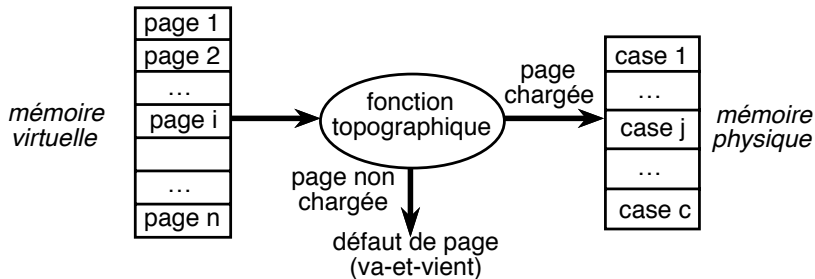 mémoire
virtuelle
page 1
page 2
...
page i
...
page n
fonction
topographique
page
chargée
page non
chargée
défaut de page
(va-et-vient)
case 1
...
case j
...
case c
mémoire
physique